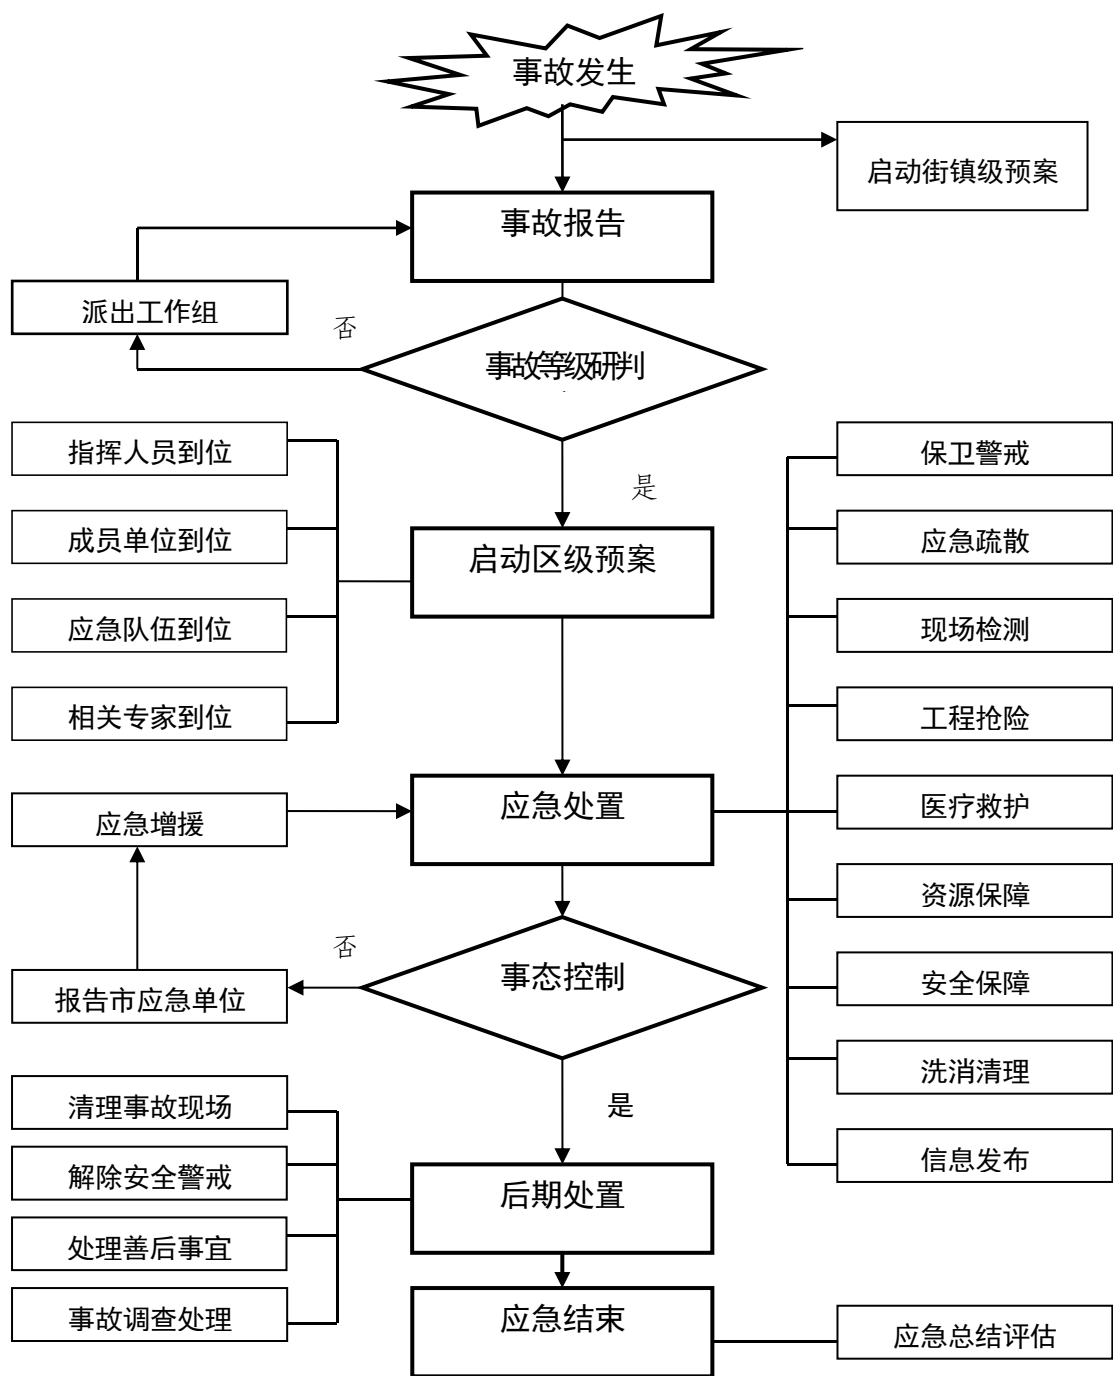 事故发生
启动街镇级预案
事故报告
派出工作组
否
事故等级研判
指挥人员到位
保卫警戒
是
成员单位到位
应急疏散
启动区级预案
应急队伍到位
现场检测
相关专家到位
工程抢险
应急增援
应急处置
医疗救护
资源保障
否
事态控制
报告市应急单位
安全保障
洗消清理
清理事故现场
是
解除安全警戒
信息发布
后期处置
处理善后事宜
事故调查处理
应急结束
应急总结评估